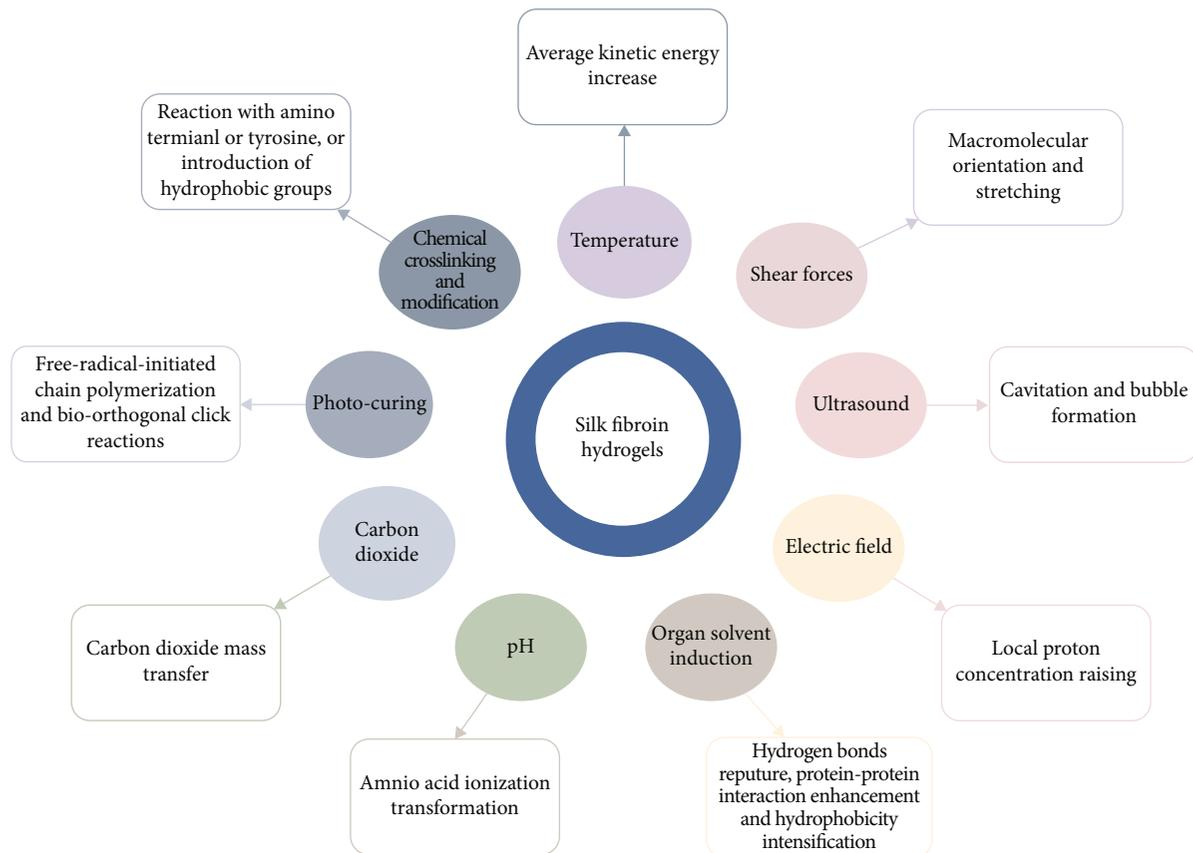 Average kinetic energy
increase
Reaction with amino
termianl or tyrosine, or
introduction of
hydrophobic groups
Macromolecular
orientation and
stretching
Chemical
crosslinking
and
modification
Temperature
Shear forces
Free-radical-initiated
chain polymerization
and bio-orthogonal click
reactions
Photo-curing
Silk fibroin
hydrogels
Ultrasound
Cavitation and bubble
formation
Carbon
dioxide
Electric field
Carbon dioxide mass
transfer
pH
Organ solvent
induction
Local proton
concentration raising
Amnio acid ionization
transformation
Hydrogen bonds
reputure, protein-protein
interaction enhancement
and hydrophobicity
intensification